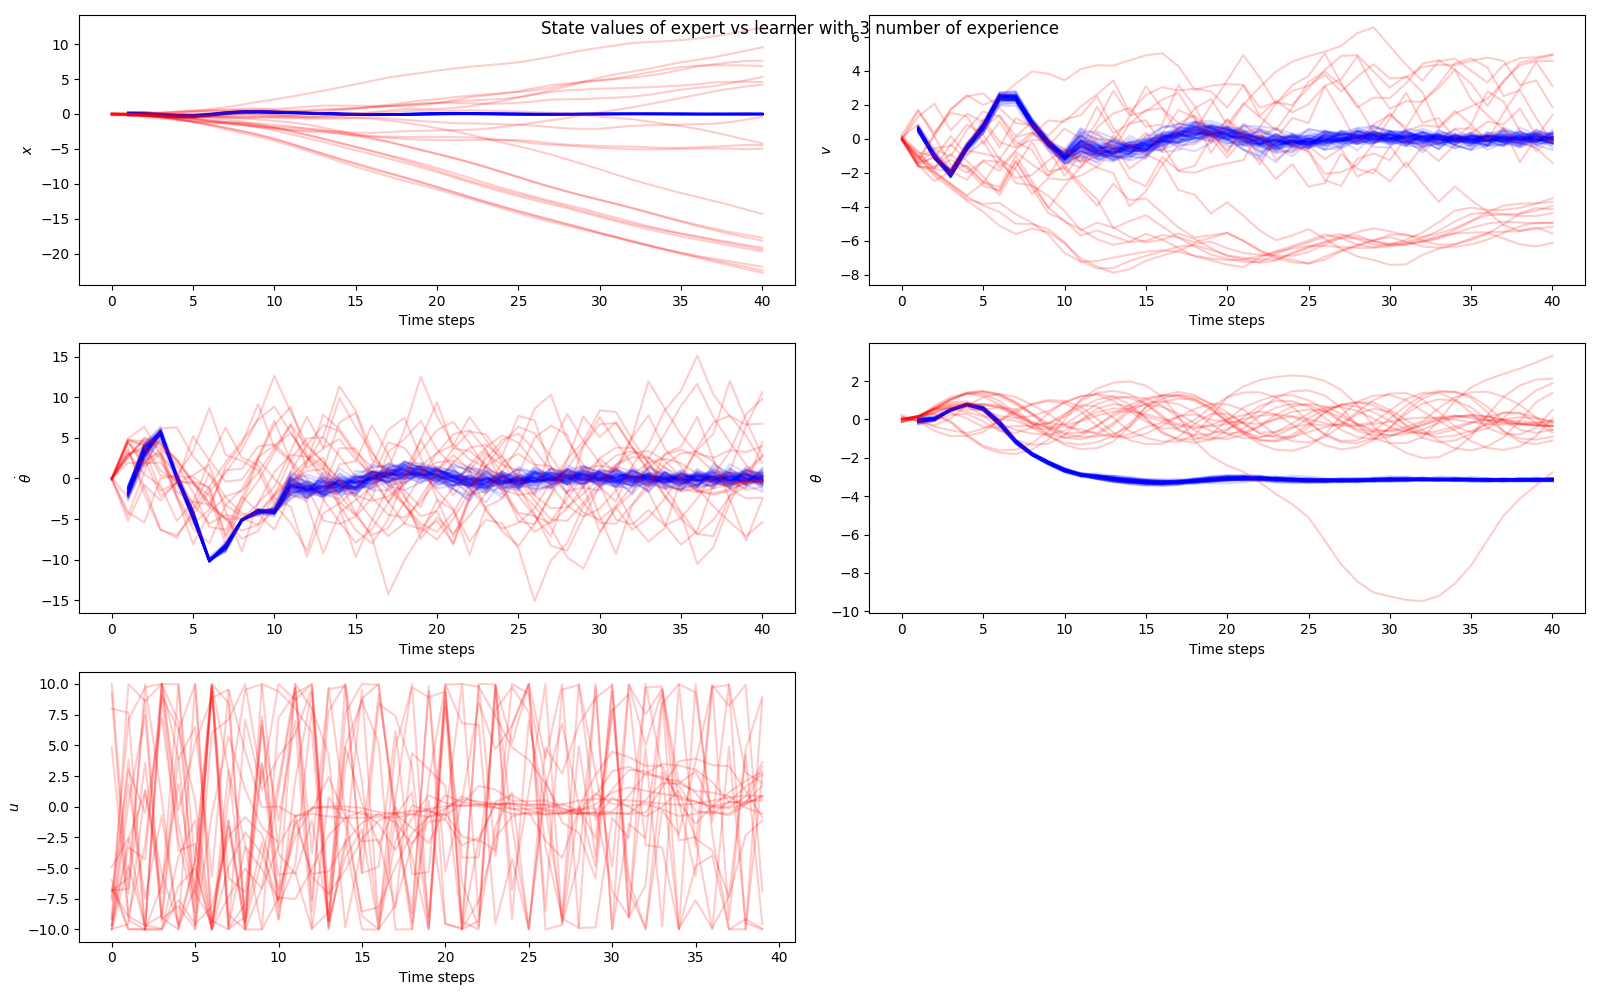 State values of expert vs learner with 3 number of experience
10
5
0
−5
−10
−15
−20
x
0 5 10 15 20 25 30 35 40
Time steps
6
4
2
0
−2
−4
−6
−8
v
0 5 10 15 20 25 30 35 40
Time steps
15
10
5
0
−5
−10
−15
θ̇
0 5 10 15 20 25 30 35 40
Time steps
2
0
−2
−4
−6
−8
−10
θ
0 5 10 15 20 25 30 35 40
Time steps
10.0
7.5
5.0
2.5
0.0
−2.5
−5.0
−7.5
−10.0
u
0 5 10 15 20 25 30 35 40
Time steps